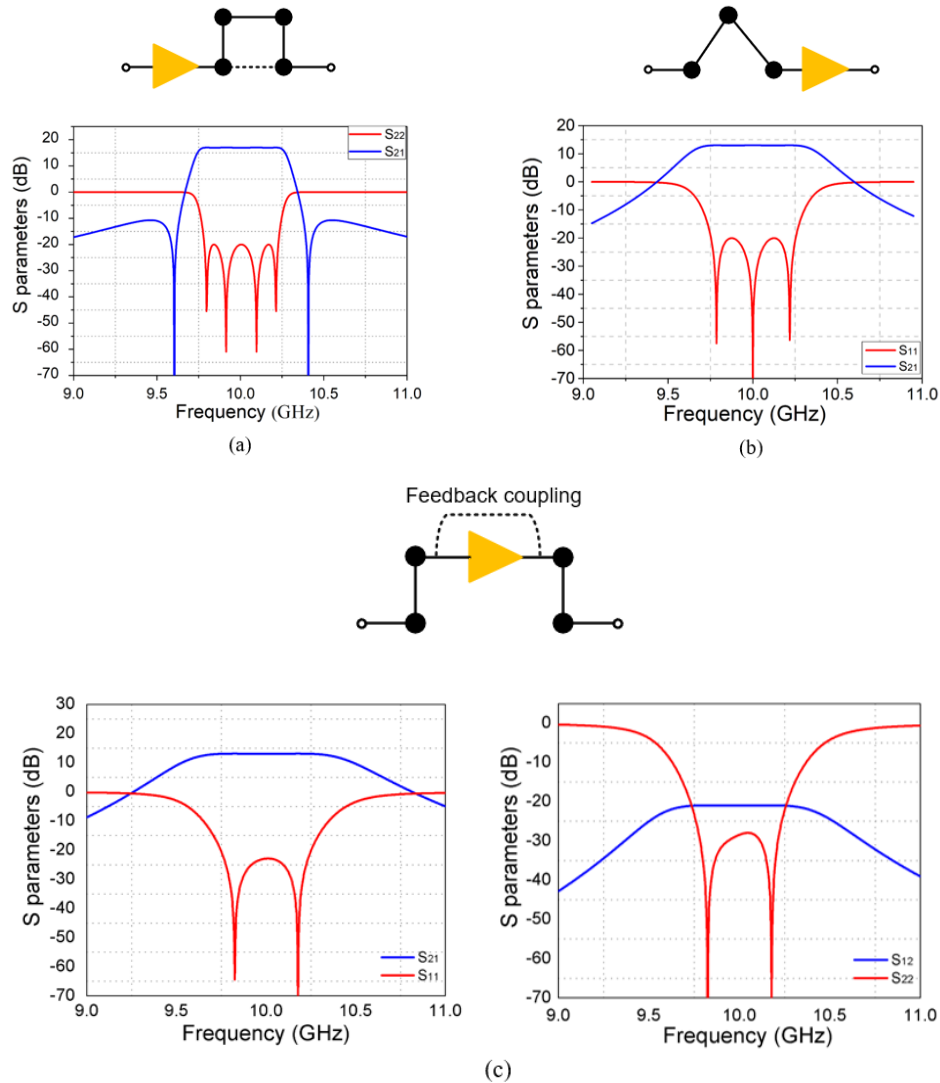 S22
S21
S parameters (dB)
20
10
0
-10
-20
-30
-40
-50
-60
-70
9.0 9.5 10.0 10.5 11.0
Frequency (GHz)
(a)
S11
S21
S parameters (dB)
20
10
0
-10
-20
-30
-40
-50
-60
-70
9.0 9.5 10.0 10.5 11.0
Frequency (GHz)
(b)
Feedback coupling
S parameters (dB)
30
20
10
0
-10
-20
-30
-40
-50
-60
-70
S21
S11
9.0 9.5 10.0 10.5 11.0
Frequency (GHz)
S parameters (dB)
0
-10
-20
-30
-40
-50
-60
-70
S12
S22
9.0 9.5 10.0 10.5 11.0
Frequency (GHz)
(c)